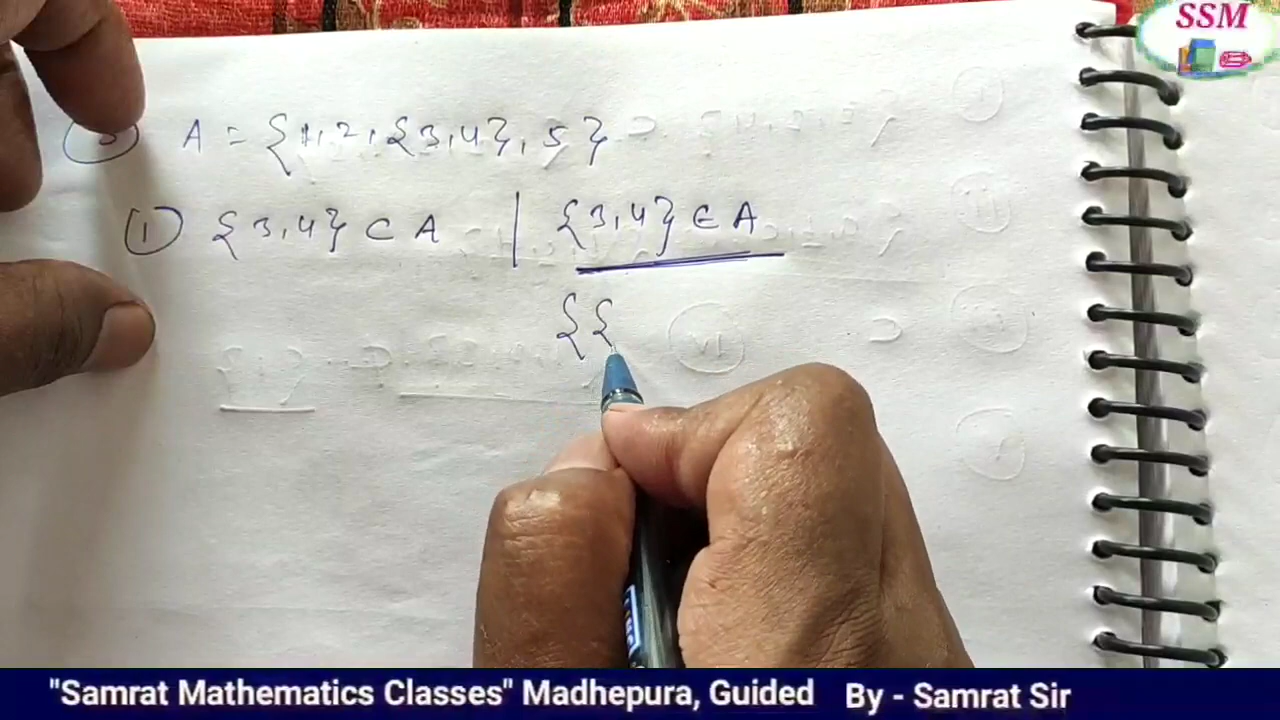 SSM
A = {1, 2, {3, 4}, 5}
① {3, 4} ⊂ A | {3, 4} ∈ A
{{
"Samrat Mathematics Classes" Madhepura, Guided By - Samrat Sir